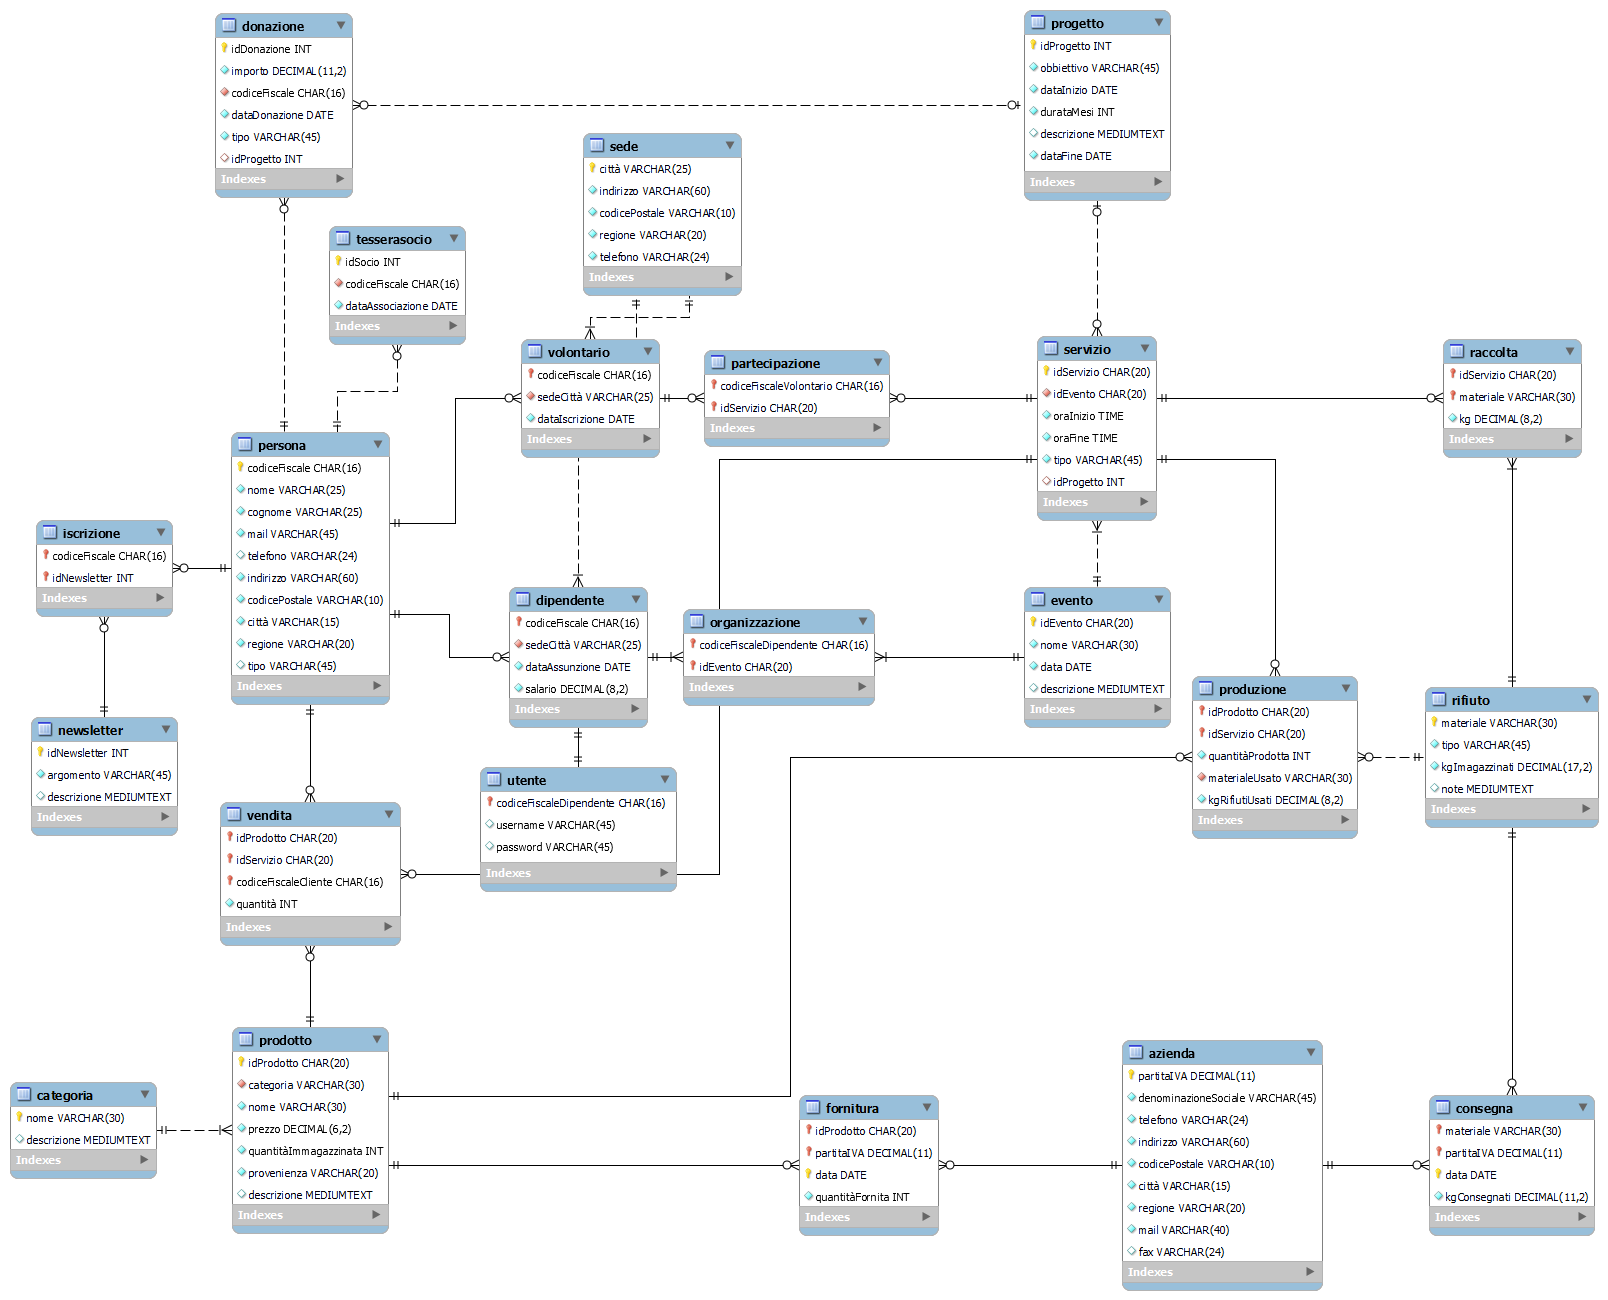 donazione
idDonazione INT
importo DECIMAL(11,2)
codiceFiscale CHAR(16)
dataDonazione DATE
tipo VARCHAR(45)
idProgetto INT
Indexes
progetto
idProgetto INT
obbiettivo VARCHAR(45)
dataInizio DATE
durataMesi INT
descrizione MEDIUMTEXT
dataFine DATE
Indexes
sede
città VARCHAR(25)
indirizzo VARCHAR(60)
codicePostale VARCHAR(10)
regione VARCHAR(20)
telefono VARCHAR(24)
Indexes
tesserasocio
idSocio INT
codiceFiscale CHAR(16)
dataAssociazione DATE
Indexes
volontario
codiceFiscale CHAR(16)
sedeCittà VARCHAR(25)
dataIscrizione DATE
Indexes
partecipazione
codiceFiscaleVolontario CHAR(16)
idServizio CHAR(20)
Indexes
servizio
idServizio CHAR(20)
idEvento CHAR(20)
oraInizio TIME
oraFine TIME
tipo VARCHAR(45)
idProgetto INT
Indexes
raccolta
idServizio CHAR(20)
materiale VARCHAR(30)
kg DECIMAL(8,2)
Indexes
persona
codiceFiscale CHAR(16)
nome VARCHAR(25)
cognome VARCHAR(25)
mail VARCHAR(45)
telefono VARCHAR(24)
indirizzo VARCHAR(60)
codicePostale VARCHAR(10)
città VARCHAR(15)
regione VARCHAR(20)
tipo VARCHAR(45)
Indexes
iscrizione
codiceFiscale CHAR(16)
idNewsletter INT
Indexes
dipendente
codiceFiscale CHAR(16)
sedeCittà VARCHAR(25)
dataAssunzione DATE
salario DECIMAL(8,2)
Indexes
organizzazione
codiceFiscaleDipendente CHAR(16)
idEvento CHAR(20)
Indexes
evento
idEvento CHAR(20)
nome VARCHAR(30)
data DATE
descrizione MEDIUMTEXT
Indexes
produzione
idProdotto CHAR(20)
idServizio CHAR(20)
quantitàProdotta INT
materialeUsato VARCHAR(30)
kgRifiutiUsati DECIMAL(8,2)
Indexes
rifiuto
materiale VARCHAR(30)
tipo VARCHAR(45)
kgImagazzinati DECIMAL(17,2)
note MEDIUMTEXT
Indexes
newsletter
idNewsletter INT
argomento VARCHAR(45)
descrizione MEDIUMTEXT
Indexes
utente
codiceFiscaleDipendente CHAR(16)
username VARCHAR(45)
password VARCHAR(45)
Indexes
vendita
idProdotto CHAR(20)
idServizio CHAR(20)
codiceFiscaleCliente CHAR(16)
quantità INT
Indexes
prodotto
idProdotto CHAR(20)
categoria VARCHAR(30)
nome VARCHAR(30)
prezzo DECIMAL(6,2)
quantitàImmagazzinata INT
provenienza VARCHAR(20)
descrizione MEDIUMTEXT
Indexes
categoria
nome VARCHAR(30)
descrizione MEDIUMTEXT
Indexes
fornitura
idProdotto CHAR(20)
partitaIVA DECIMAL(11)
data DATE
quantitàFornita INT
Indexes
azienda
partitaIVA DECIMAL(11)
denominazioneSociale VARCHAR(45)
telefono VARCHAR(24)
indirizzo VARCHAR(60)
codicePostale VARCHAR(10)
città VARCHAR(15)
regione VARCHAR(20)
mail VARCHAR(40)
fax VARCHAR(24)
Indexes
consegna
materiale VARCHAR(30)
partitaIVA DECIMAL(11)
data DATE
kgConsegnati DECIMAL(11,2)
Indexes